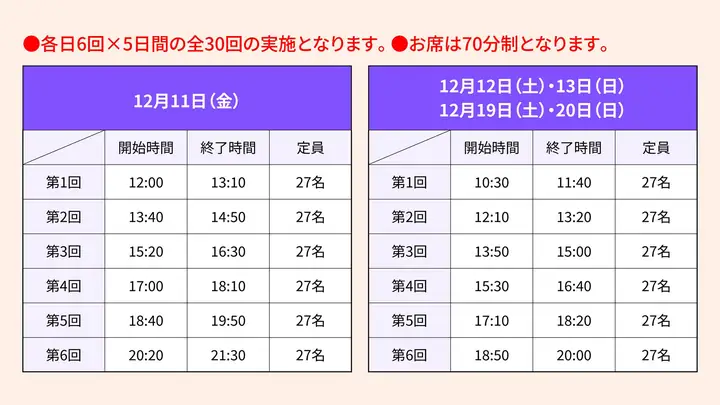 ●各日6回×5日間の全30回の実施となります。●お席は70分制となります。
12月11日（金）
開始時間 終了時間 定員
第1回 12:00 13:10 27名
第2回 13:40 14:50 27名
第3回 15:20 16:30 27名
第4回 17:00 18:10 27名
第5回 18:40 19:50 27名
第6回 20:20 21:30 27名
12月12日（土）・13日（日）
12月19日（土）・20日（日）
開始時間 終了時間 定員
第1回 10:30 11:40 27名
第2回 12:10 13:20 27名
第3回 13:50 15:00 27名
第4回 15:30 16:40 27名
第5回 17:10 18:20 27名
第6回 18:50 20:00 27名